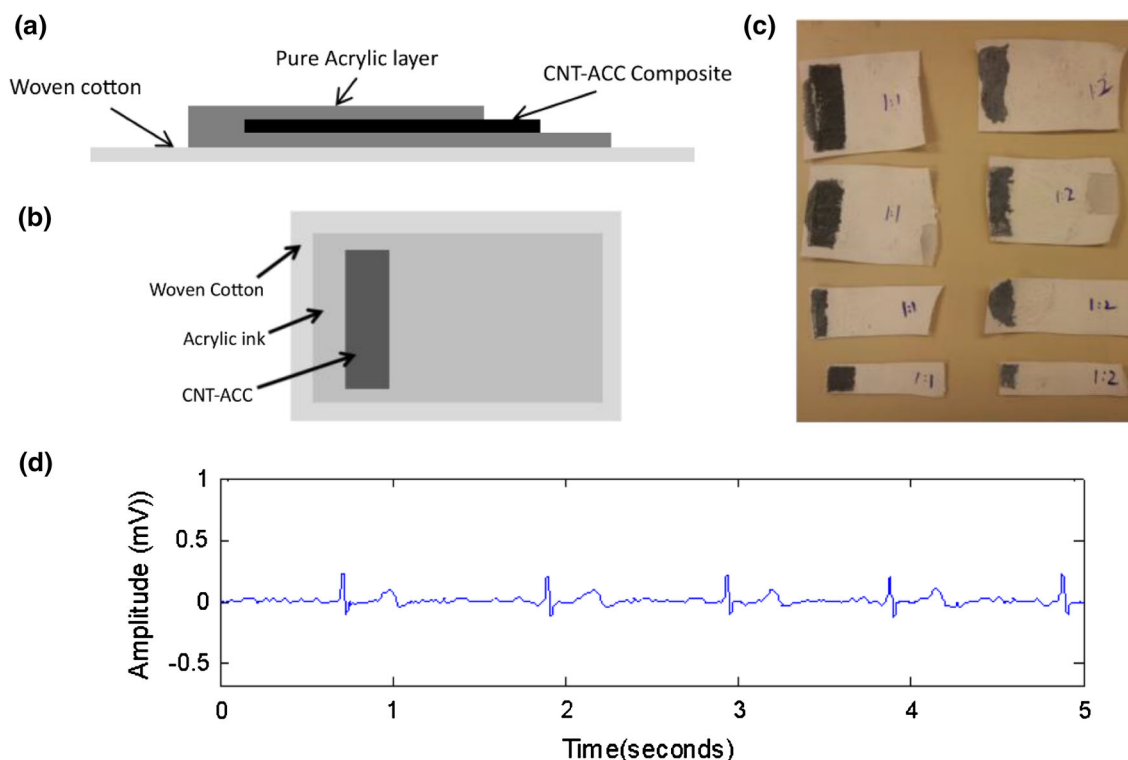 (a)
Pure Acrylic layer
Woven cotton
CNT-ACC Composite
(b)
Woven Cotton
Acrylic ink
CNT-ACC
(c)
1:1
1:2
1:1
1:2
1:1
1:2
1:1
1:2
(d)
1
0.5
0
-0.5
Amplitude (mV))
0 1 2 3 4 5
Time(seconds)